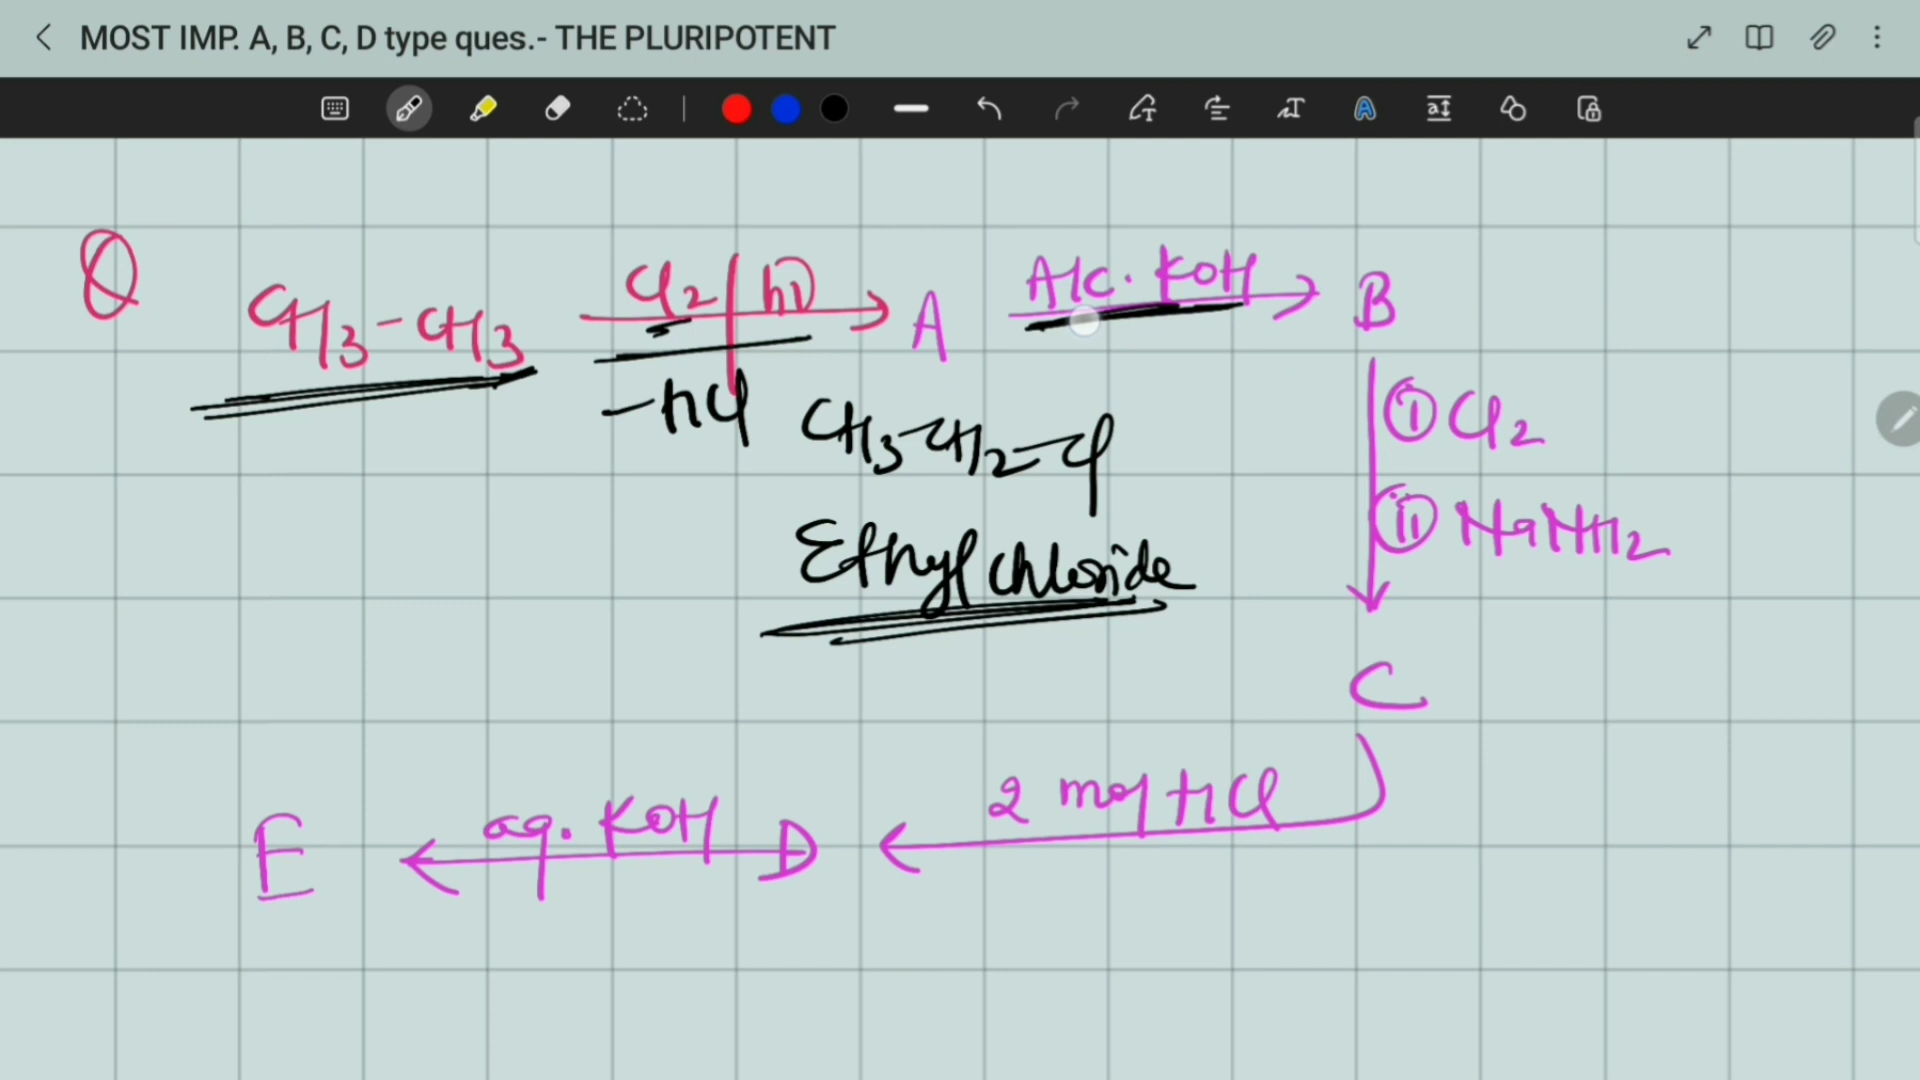 MOST IMP. A, B, C, D type ques.- THE PLURIPOTENT
Q CH3-CH3 Cl2 | hν A Alc. KOH B
-HCl CH3-CH2-Cl
① Cl2
Ethyl chloride
ⅱ NaNH2
C
2 mol HCl
E aq. KOH D